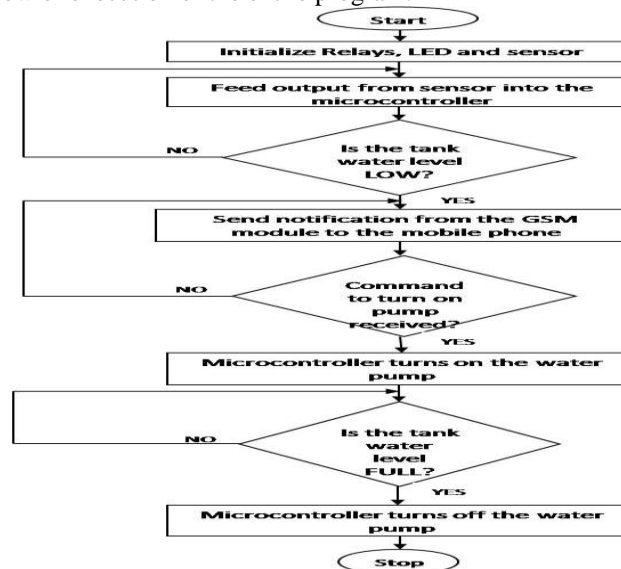 Start
Initialize Relays, LED and sensor
Feed output from sensor into the
microcontroller
Is the tank
water level
LOW?
NO
YES
Send notification from the GSM
module to the mobile phone
Command
to turn on
pump
received?
NO
YES
Microcontroller turns on the water
pump
Is the tank
water
level
FULL?
NO
YES
Microcontroller turns off the water
pump
Stop